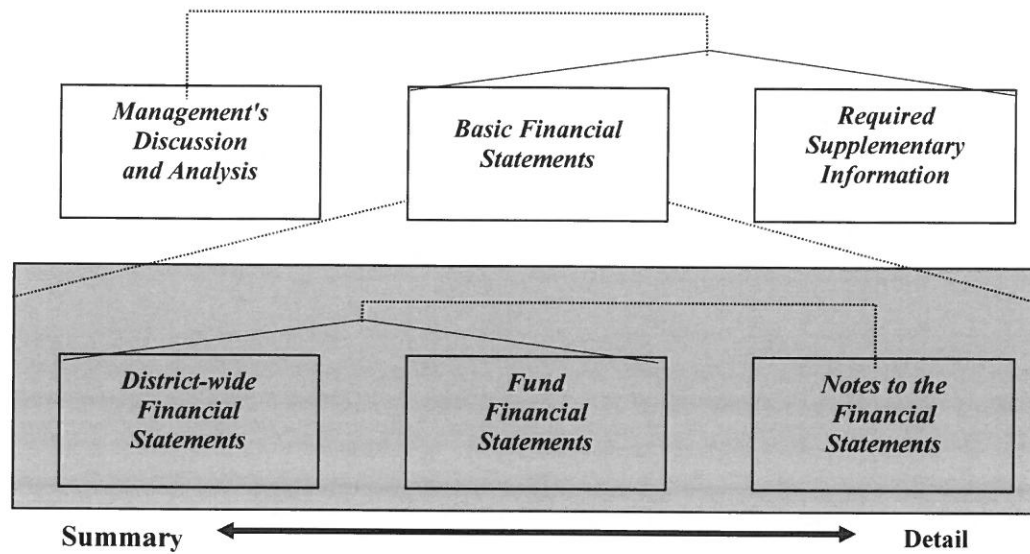 Management's
Discussion
and Analysis
Basic Financial
Statements
Required
Supplementary
Information
District-wide
Financial
Statements
Fund
Financial
Statements
Notes to the
Financial
Statements
Summary
Detail